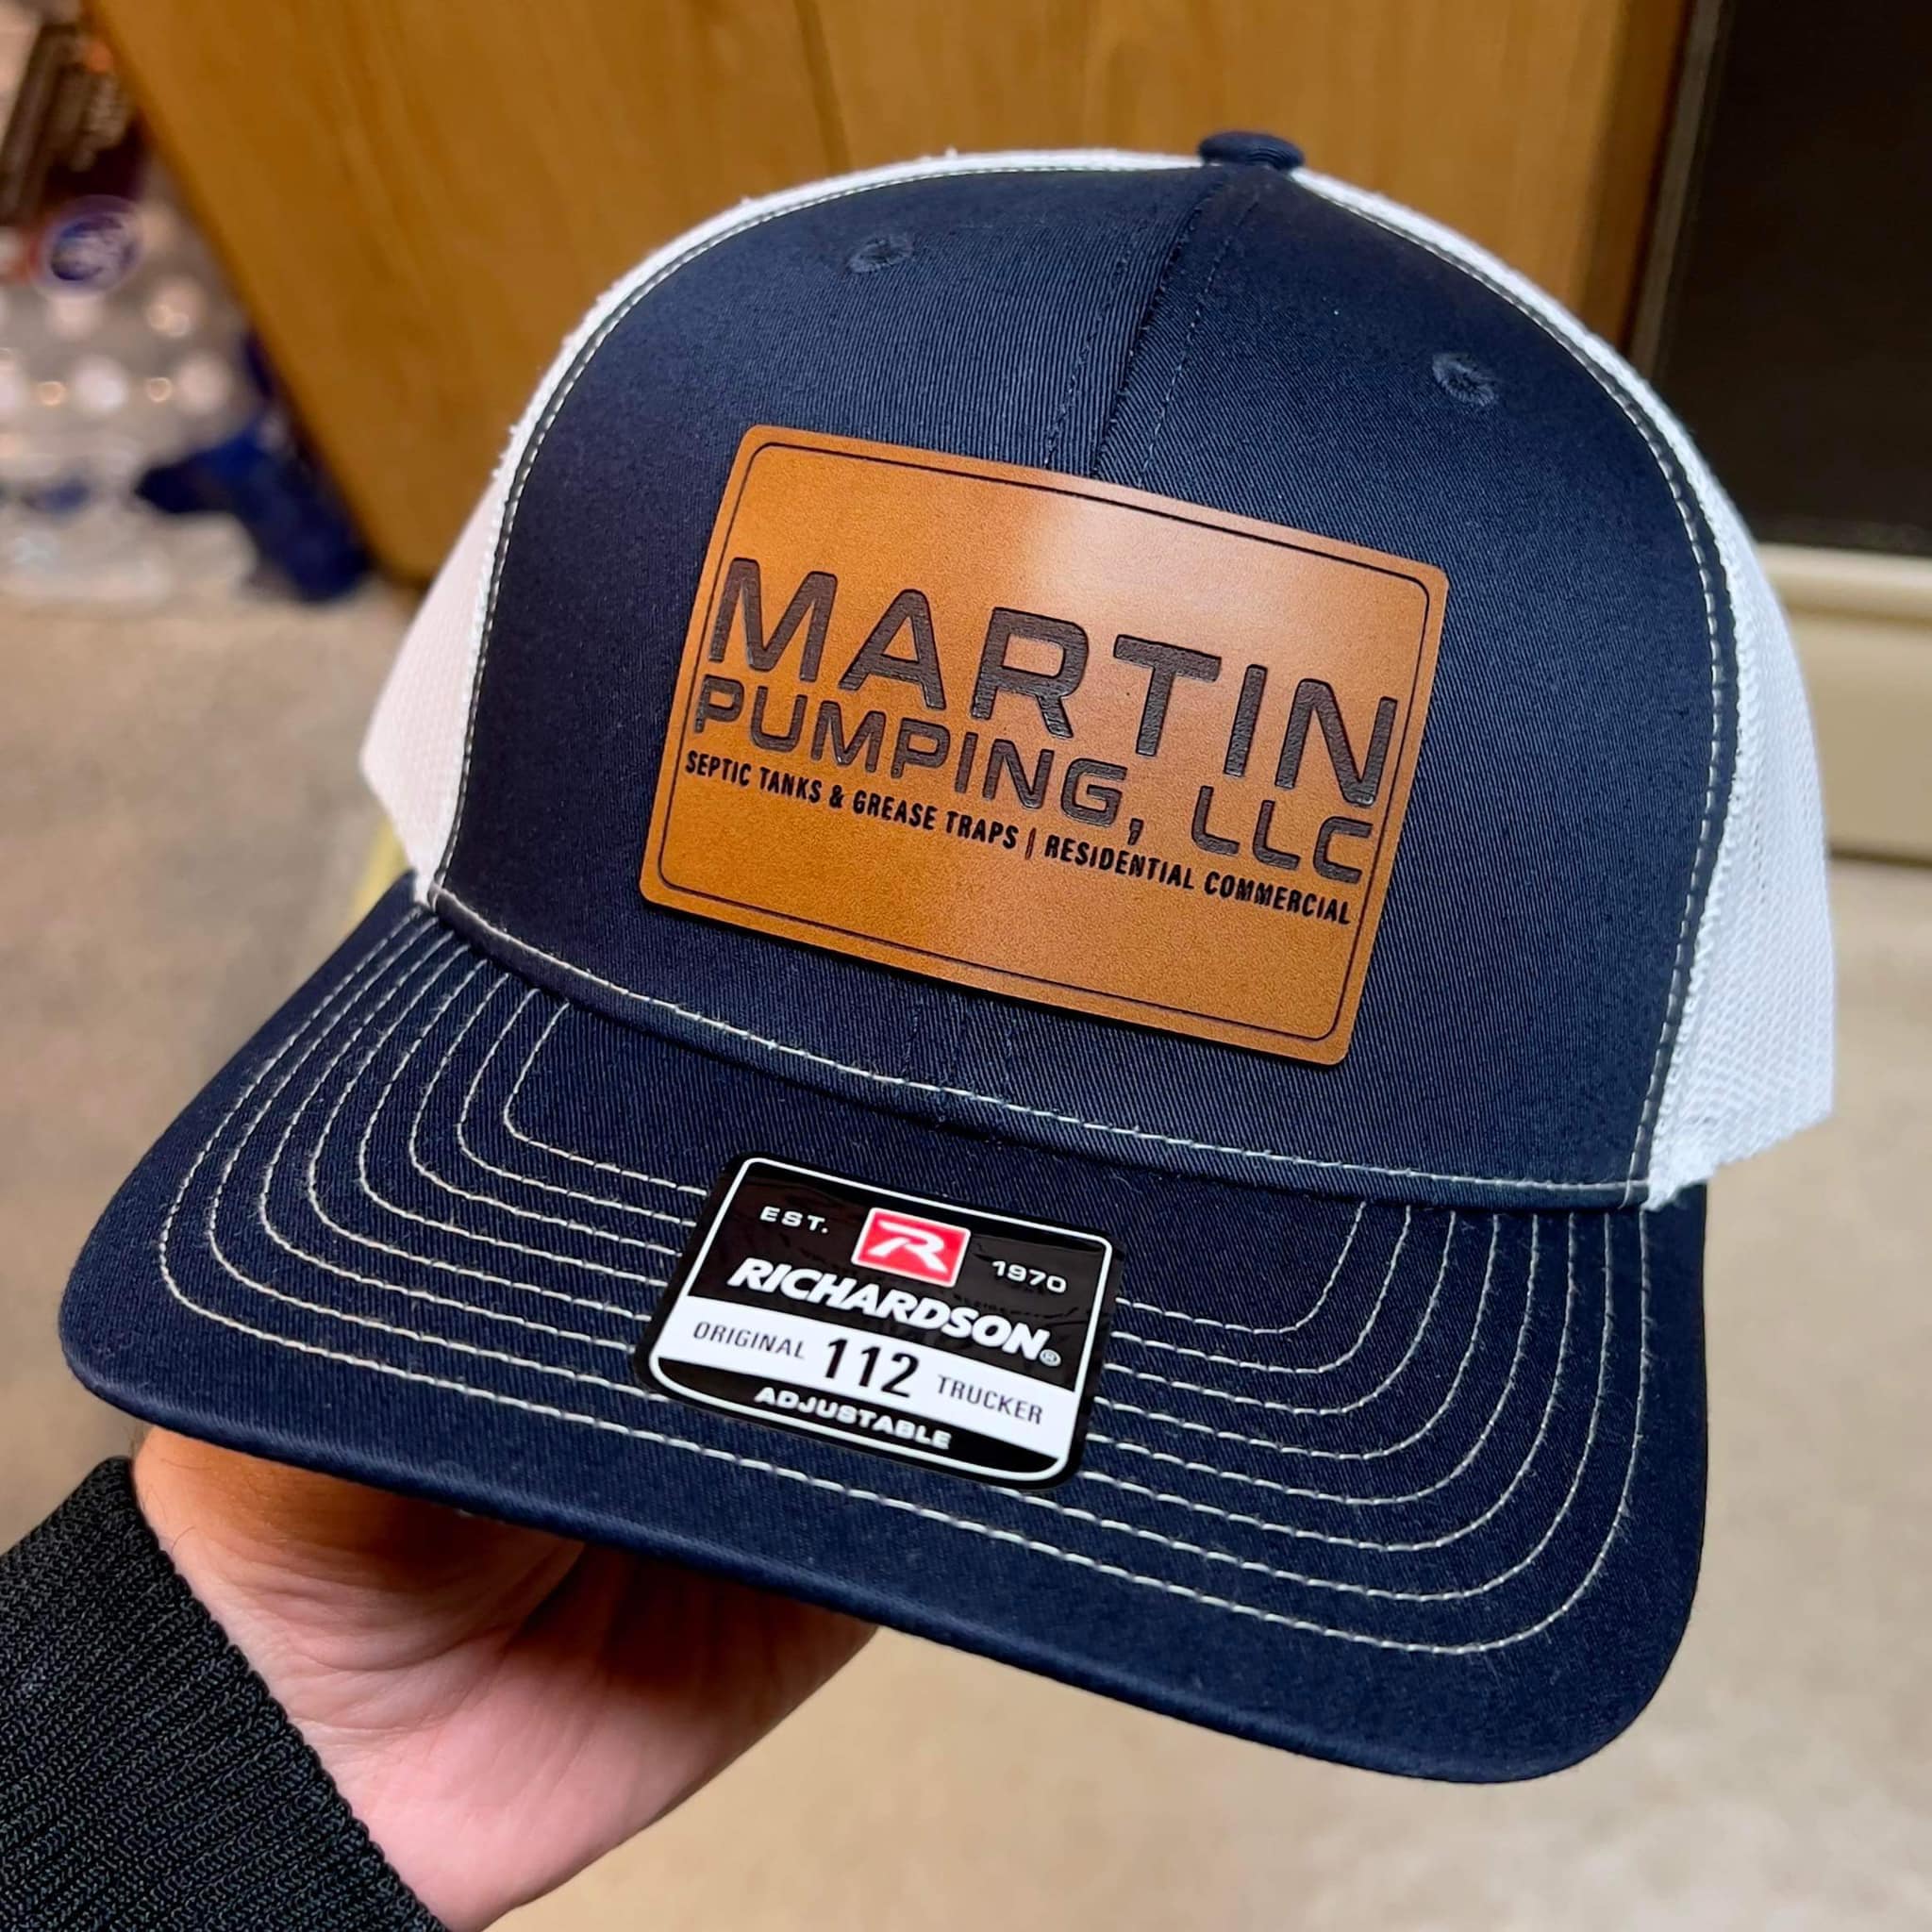 MARTIN
PUMPING, LLC
SEPTIC TANKS & GREASE TRAPS | RESIDENTIAL COMMERCIAL
EST. R 1970
RICHARDSON®
ORIGINAL 112 TRUCKER
ADJUSTABLE